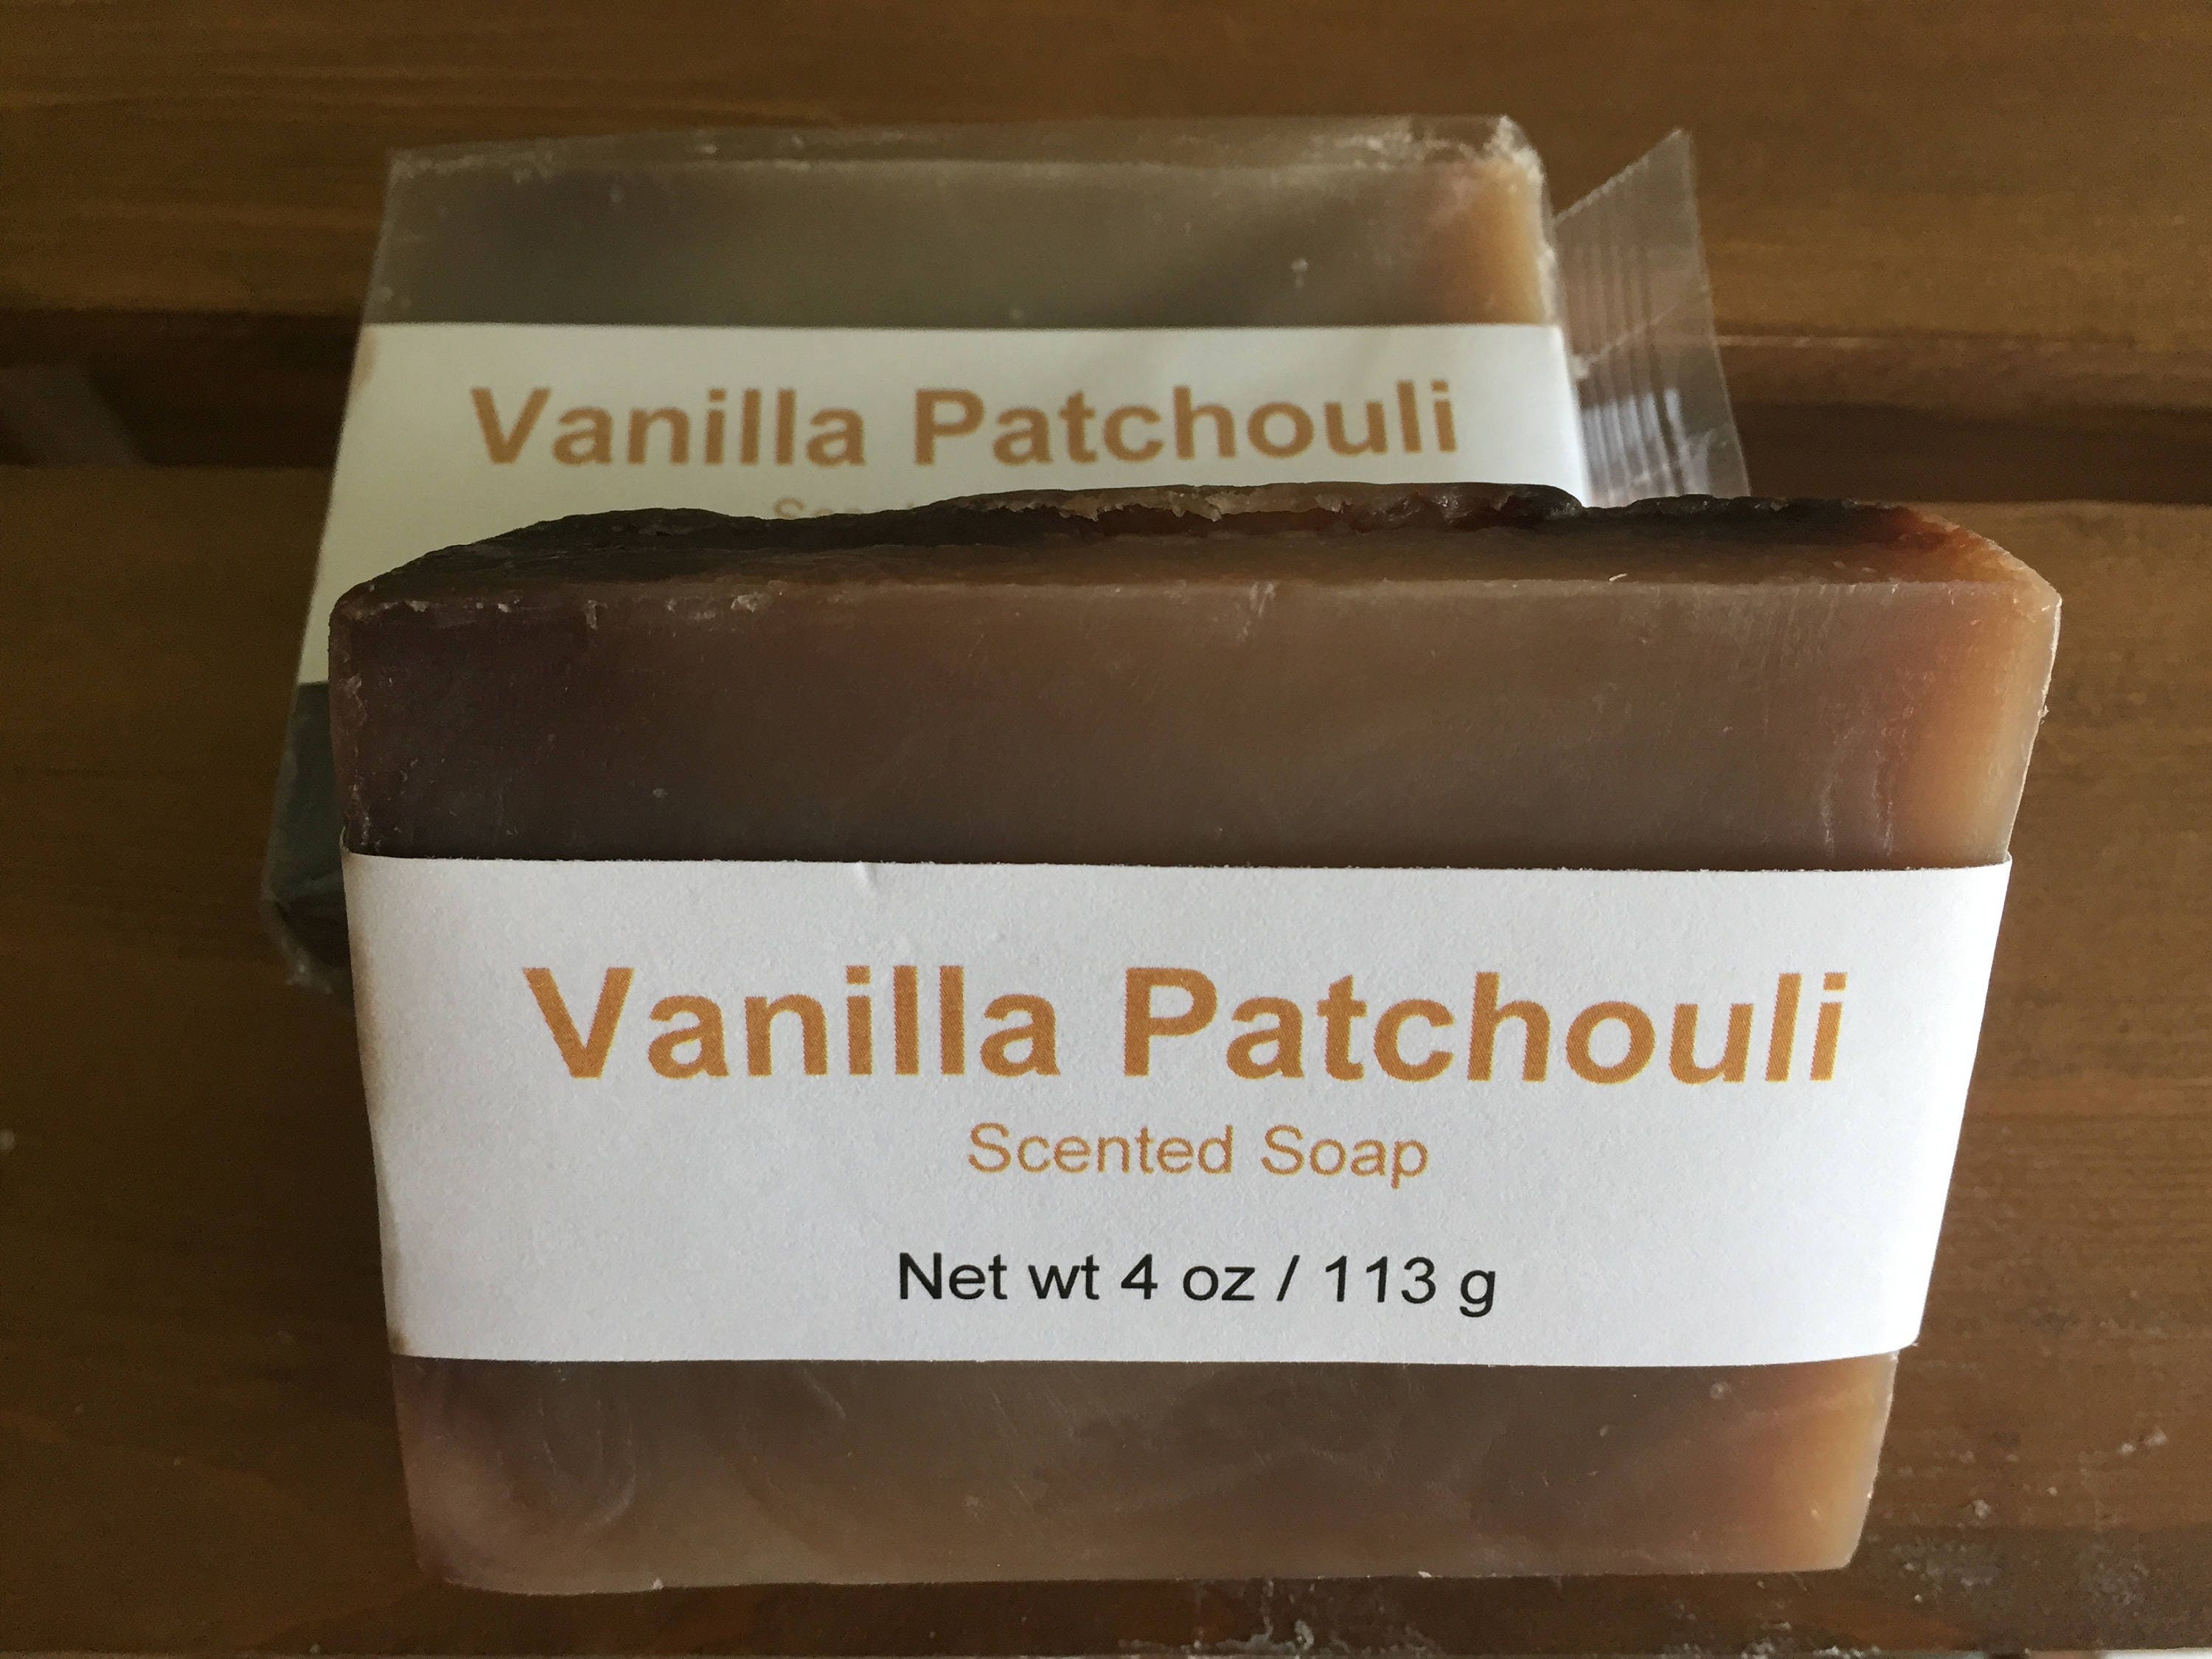 Vanilla Patchouli
Vanilla Patchouli
Scented Soap
Net wt 4 oz / 113 g